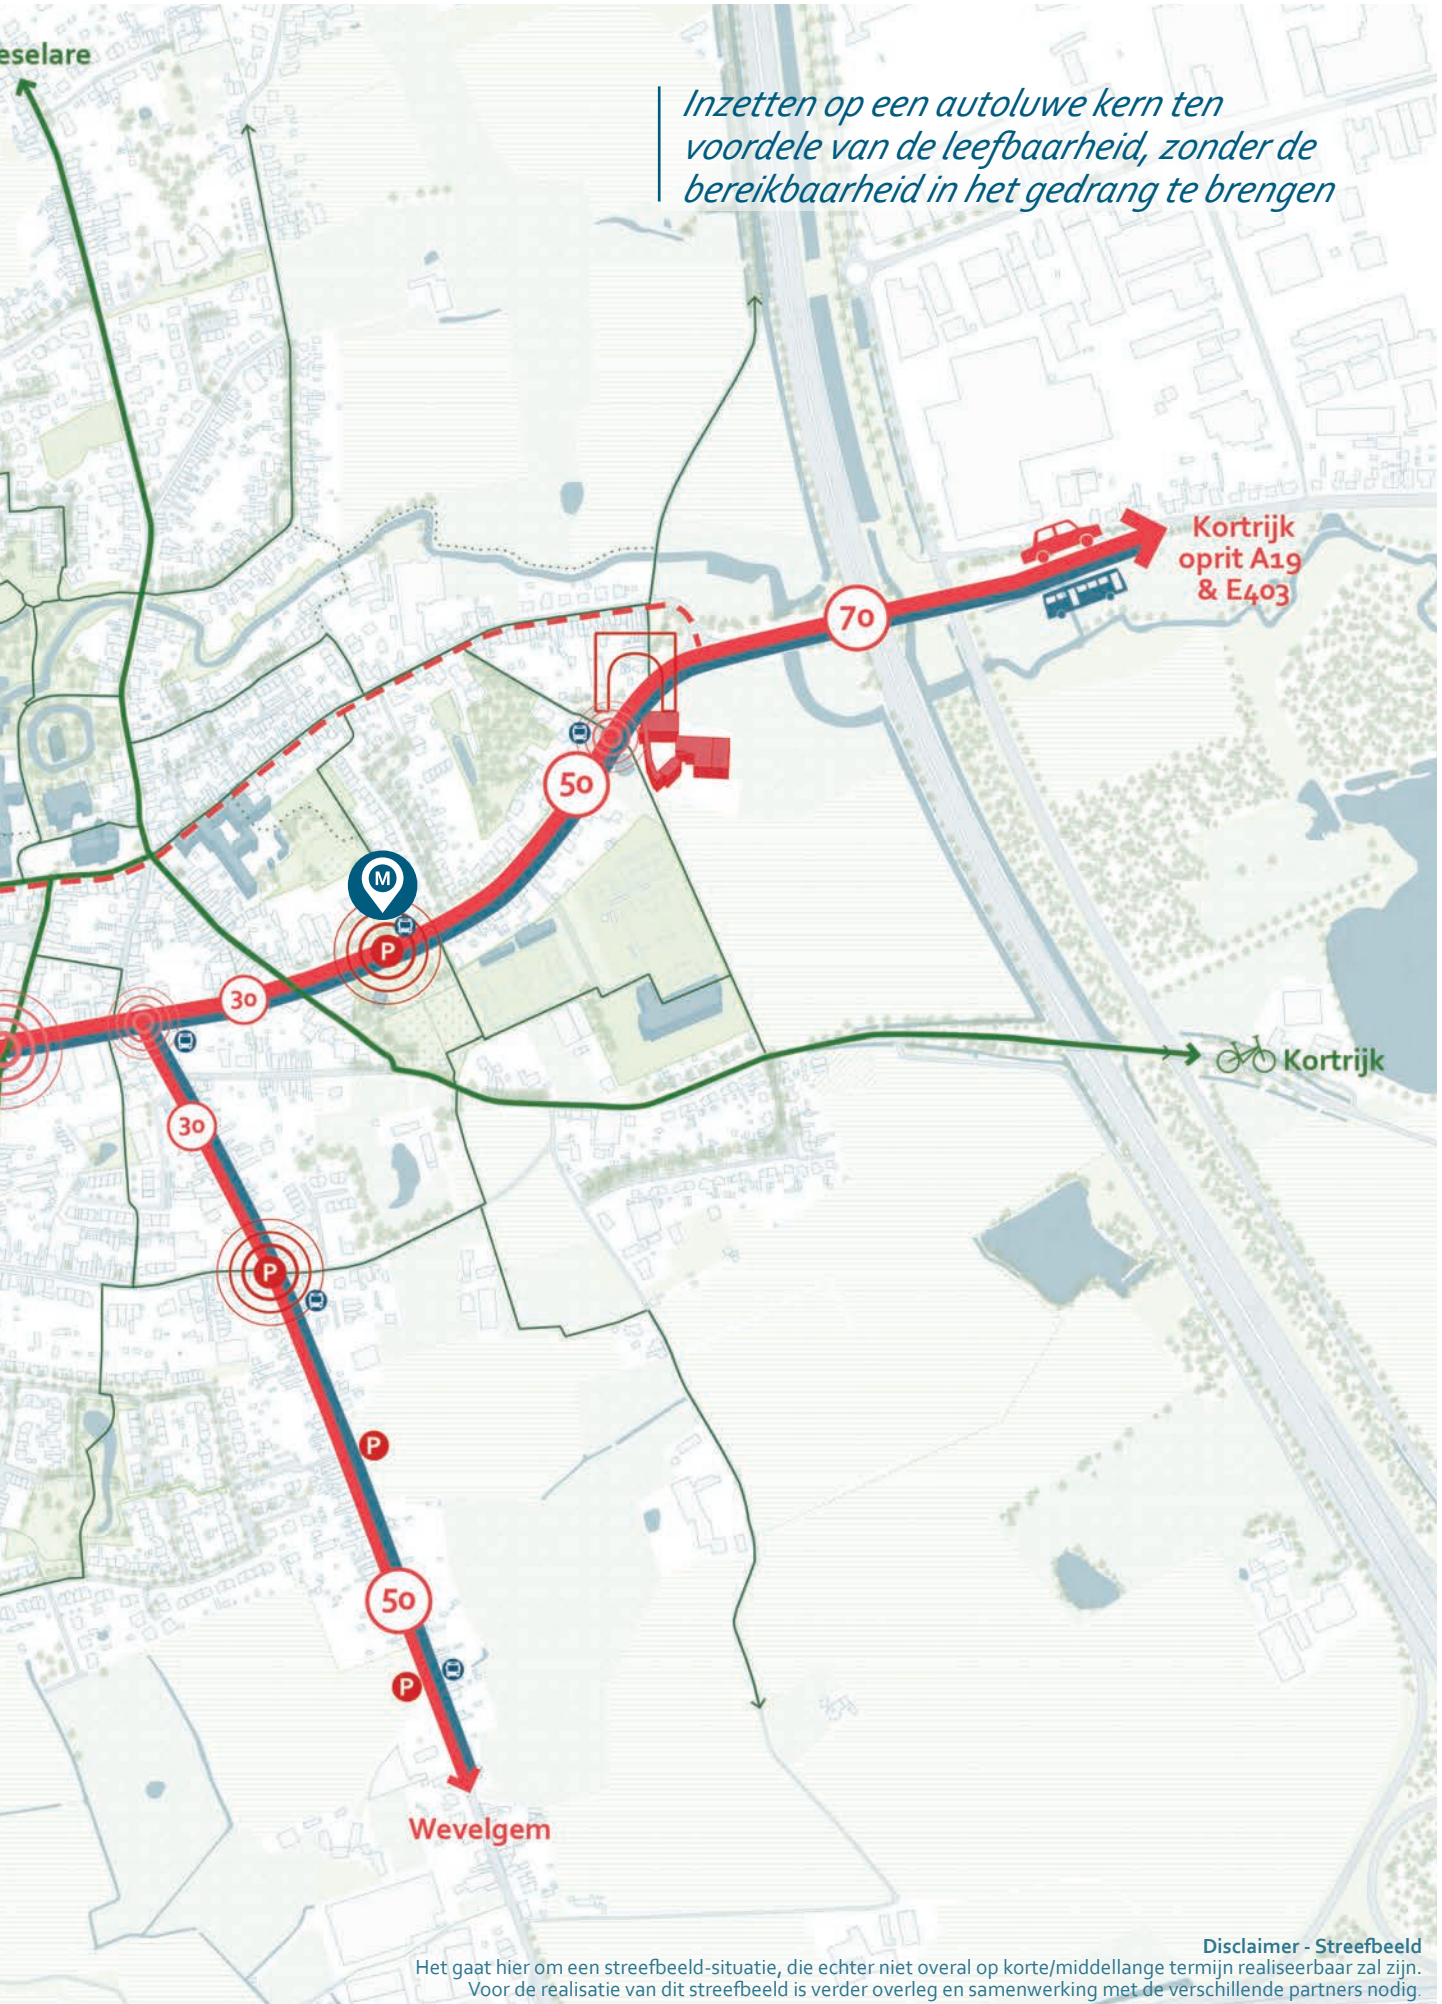 eselare
Inzetten op een autoluwe kern ten
voordele van de leefbaarheid, zonder de
bereikbaarheid in het gedrang te brengen
Kortrijk
oprit A19
& E403
70
50
M
P
30
Kortrijk
30
P
P
50
P
Wevelgem
Disclaimer - Streefbeeld
Het gaat hier om een streefbeeld-situatie, die echter niet overal op korte/middellange termijn realiseerbaar zal zijn.
Voor de realisatie van dit streefbeeld is verder overleg en samenwerking met de verschillende partners nodig.